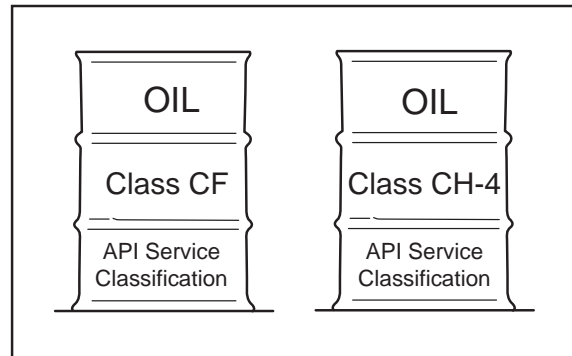 OIL
Class CF
API Service
Classification
OIL
Class CH-4
API Service
Classification